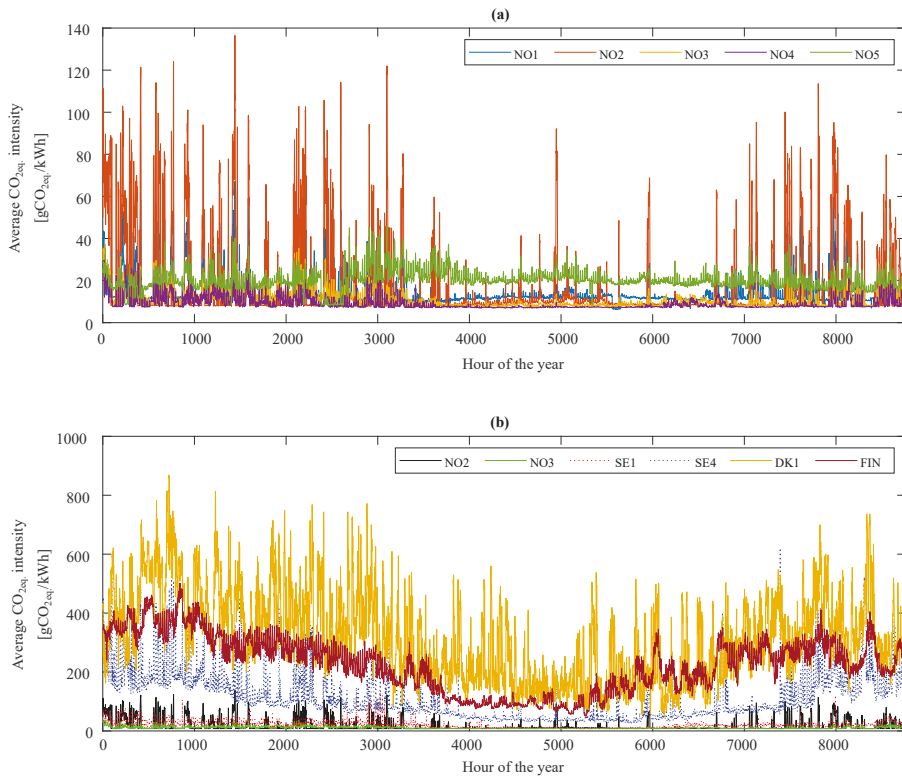 (a)
140
120
100
80
60
40
20
0
Average CO2eq. intensity
[gCO2eq./kWh]
NO1 NO2 NO3 NO4 NO5
0 1000 2000 3000 4000 5000 6000 7000 8000
Hour of the year
(b)
1000
800
600
400
200
0
Average CO2eq. intensity
[gCO2eq./kWh]
NO2 NO3 SE1 SE4 DK1 FIN
0 1000 2000 3000 4000 5000 6000 7000 8000
Hour of the year